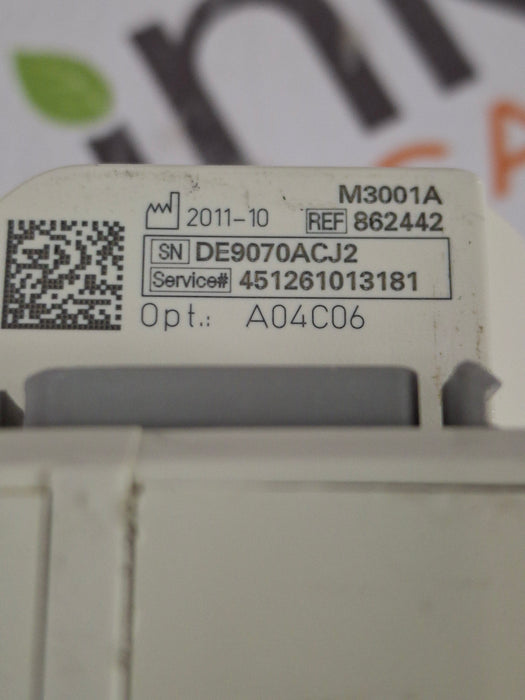 M3001A
2011-10 REF 862442
SN DE9070ACJ2
Service# 451261013181
Opt.: A04C06